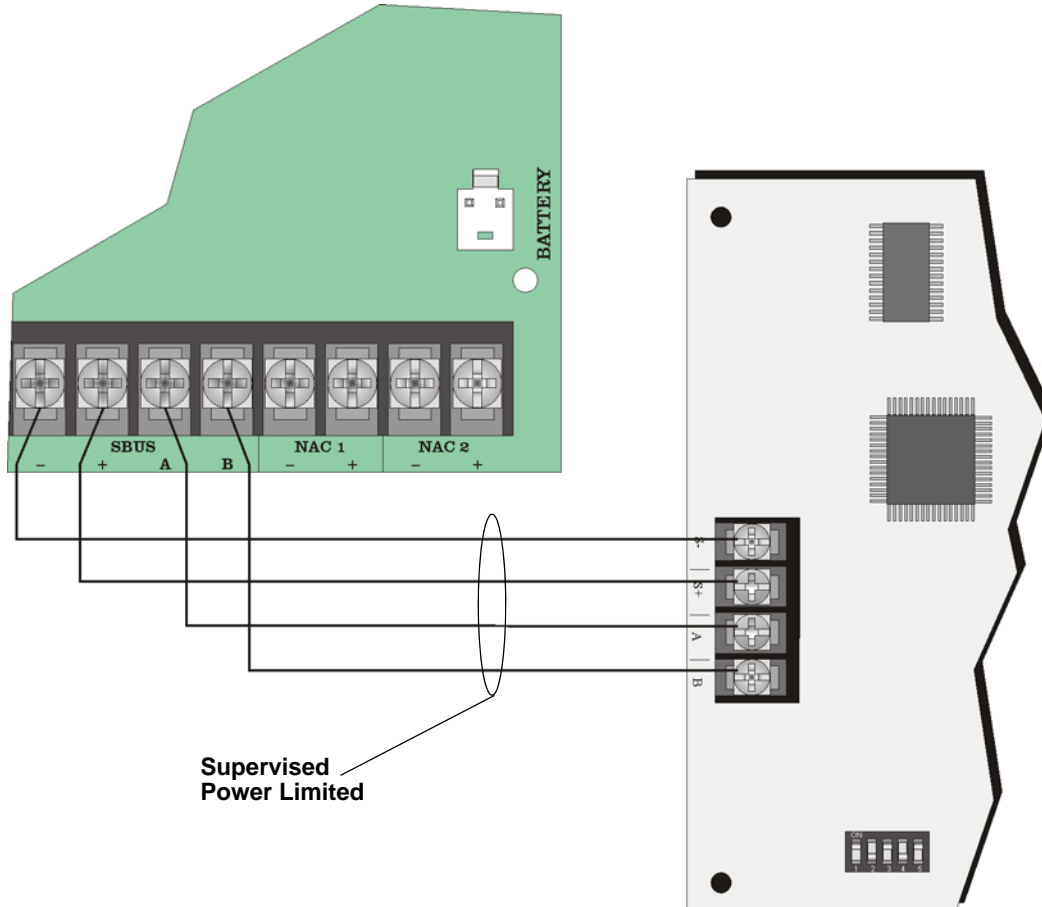 BATTERY
SBUS NAC 1 NAC 2
- + A B - + - +
S-
S+
A
B
Supervised
Power Limited
ON
1 2 3 4 5